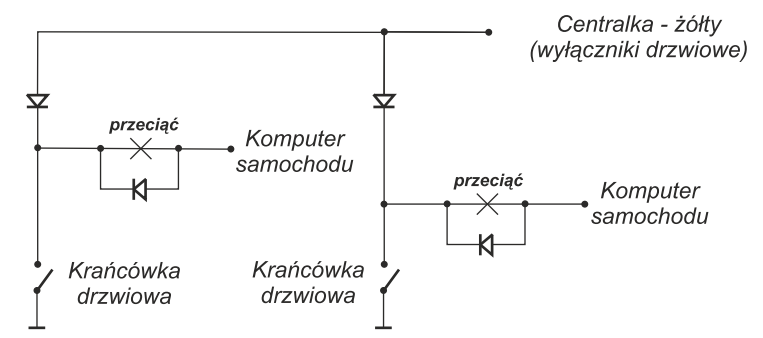 Centralka - żółty
(wyłączniki drzwiowe)
przeciąć
Komputer
samochodu
przeciąć
Komputer
samochodu
Krańcówka
drzwiowa
Krańcówka
drzwiowa